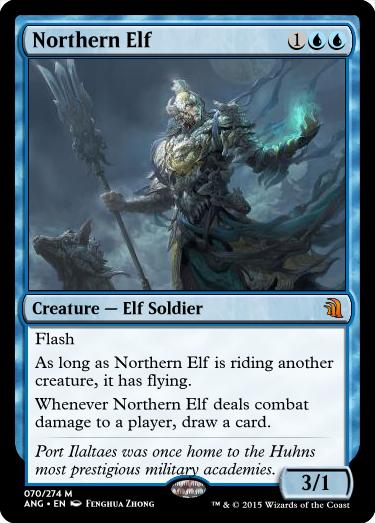 Northern Elf 1
Creature — Elf Soldier
Flash
As long as Northern Elf is riding another
creature, it has flying.
Whenever Northern Elf deals combat
damage to a player, draw a card.
Port Ilaltaes was once home to the Huhns
most prestigious military academies.
3/1
070/274 M
ANG • EN Fenghua Zhong
™ & © 2015 Wizards of the Coast